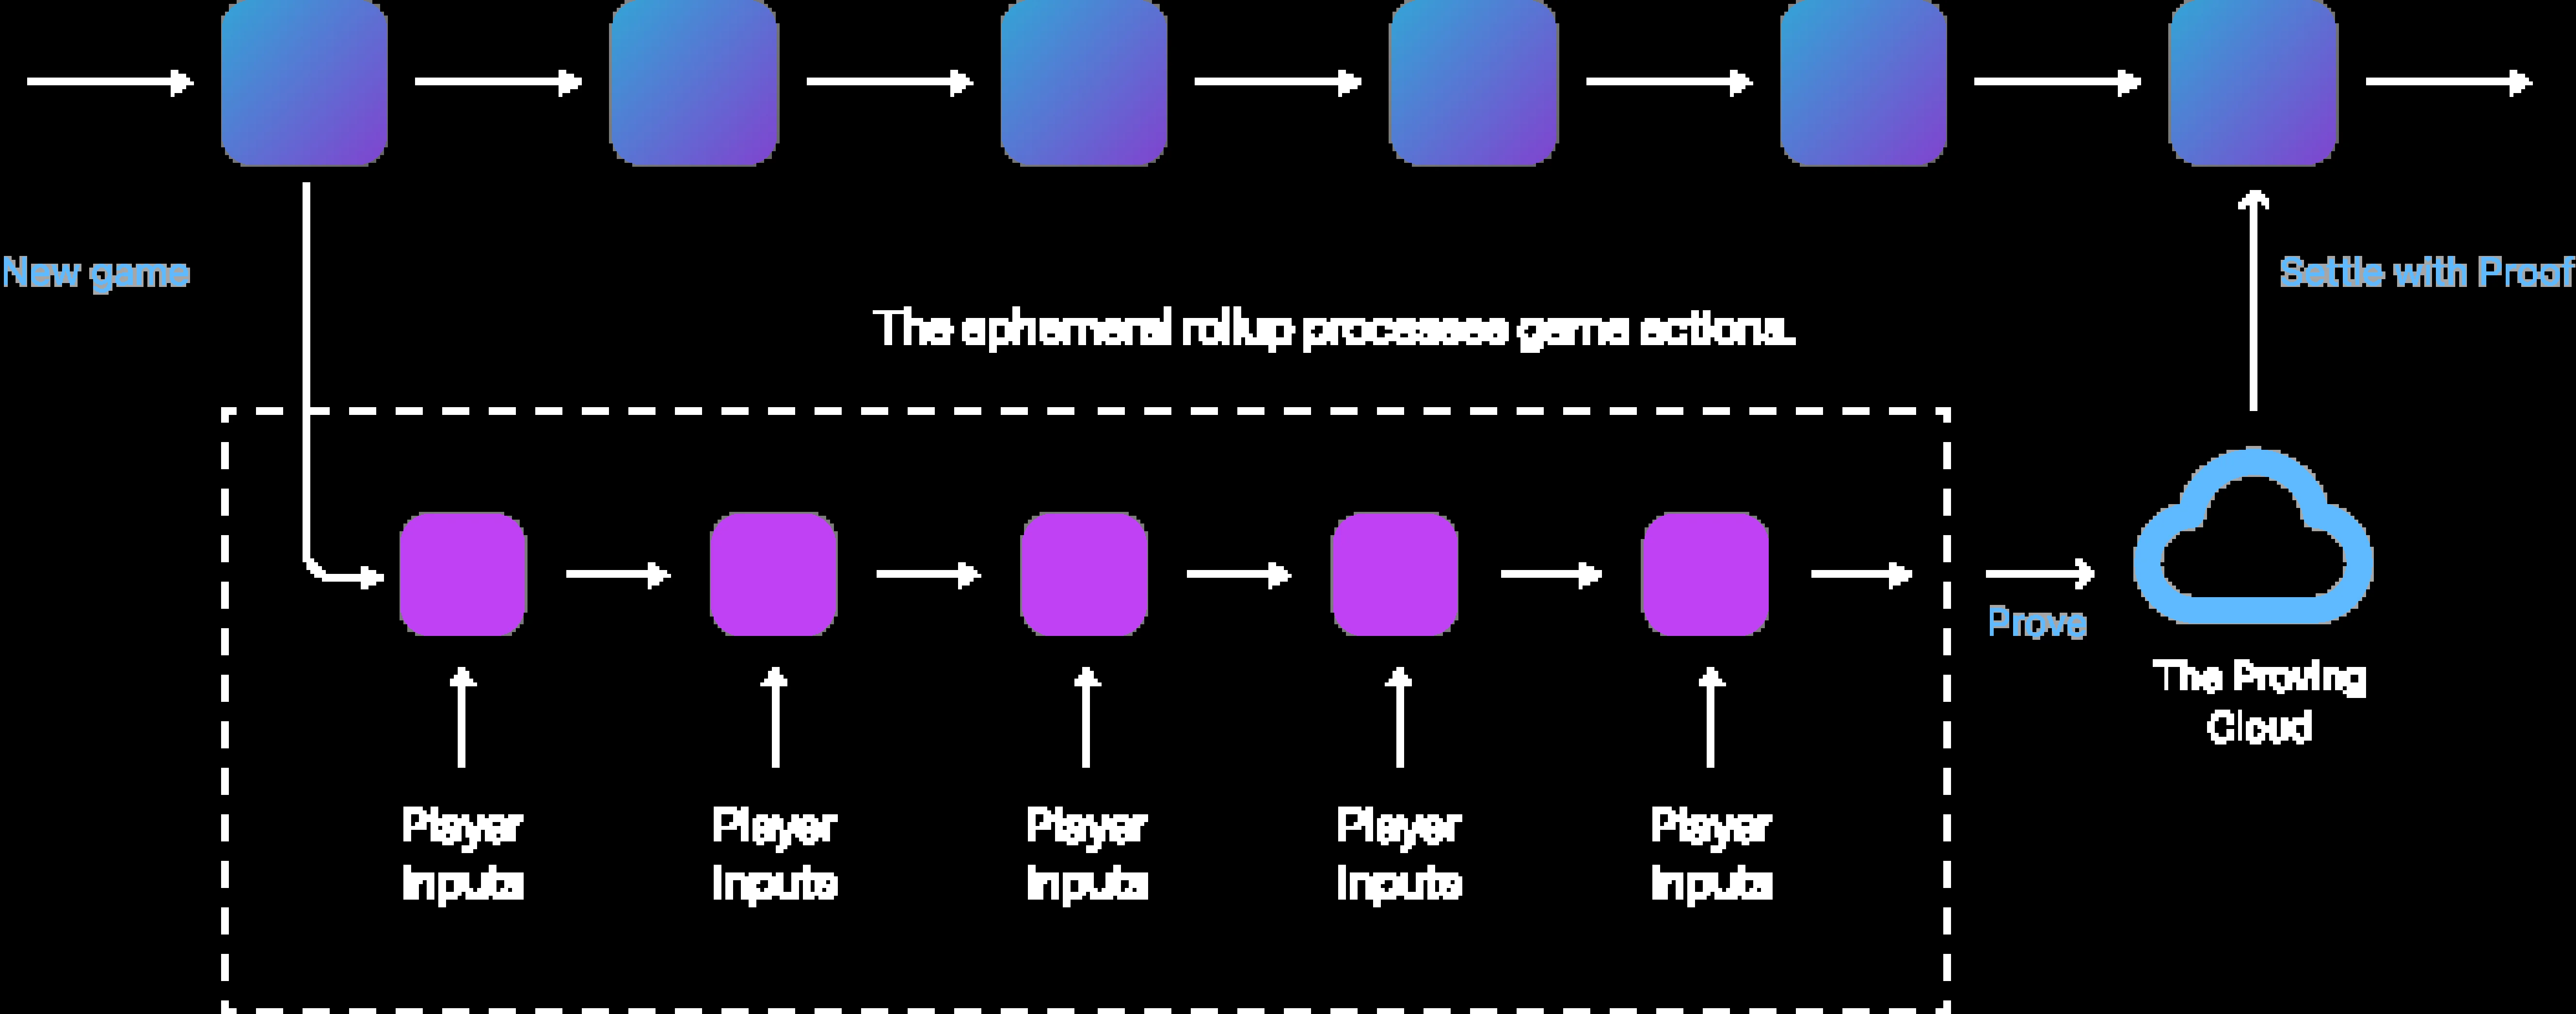 New game
Settle with Proof
The ephemeral rollup processes game actions.
Prove
The Proving
Cloud
Player
Inputs
Player
Inputs
Player
Inputs
Player
Inputs
Player
Inputs